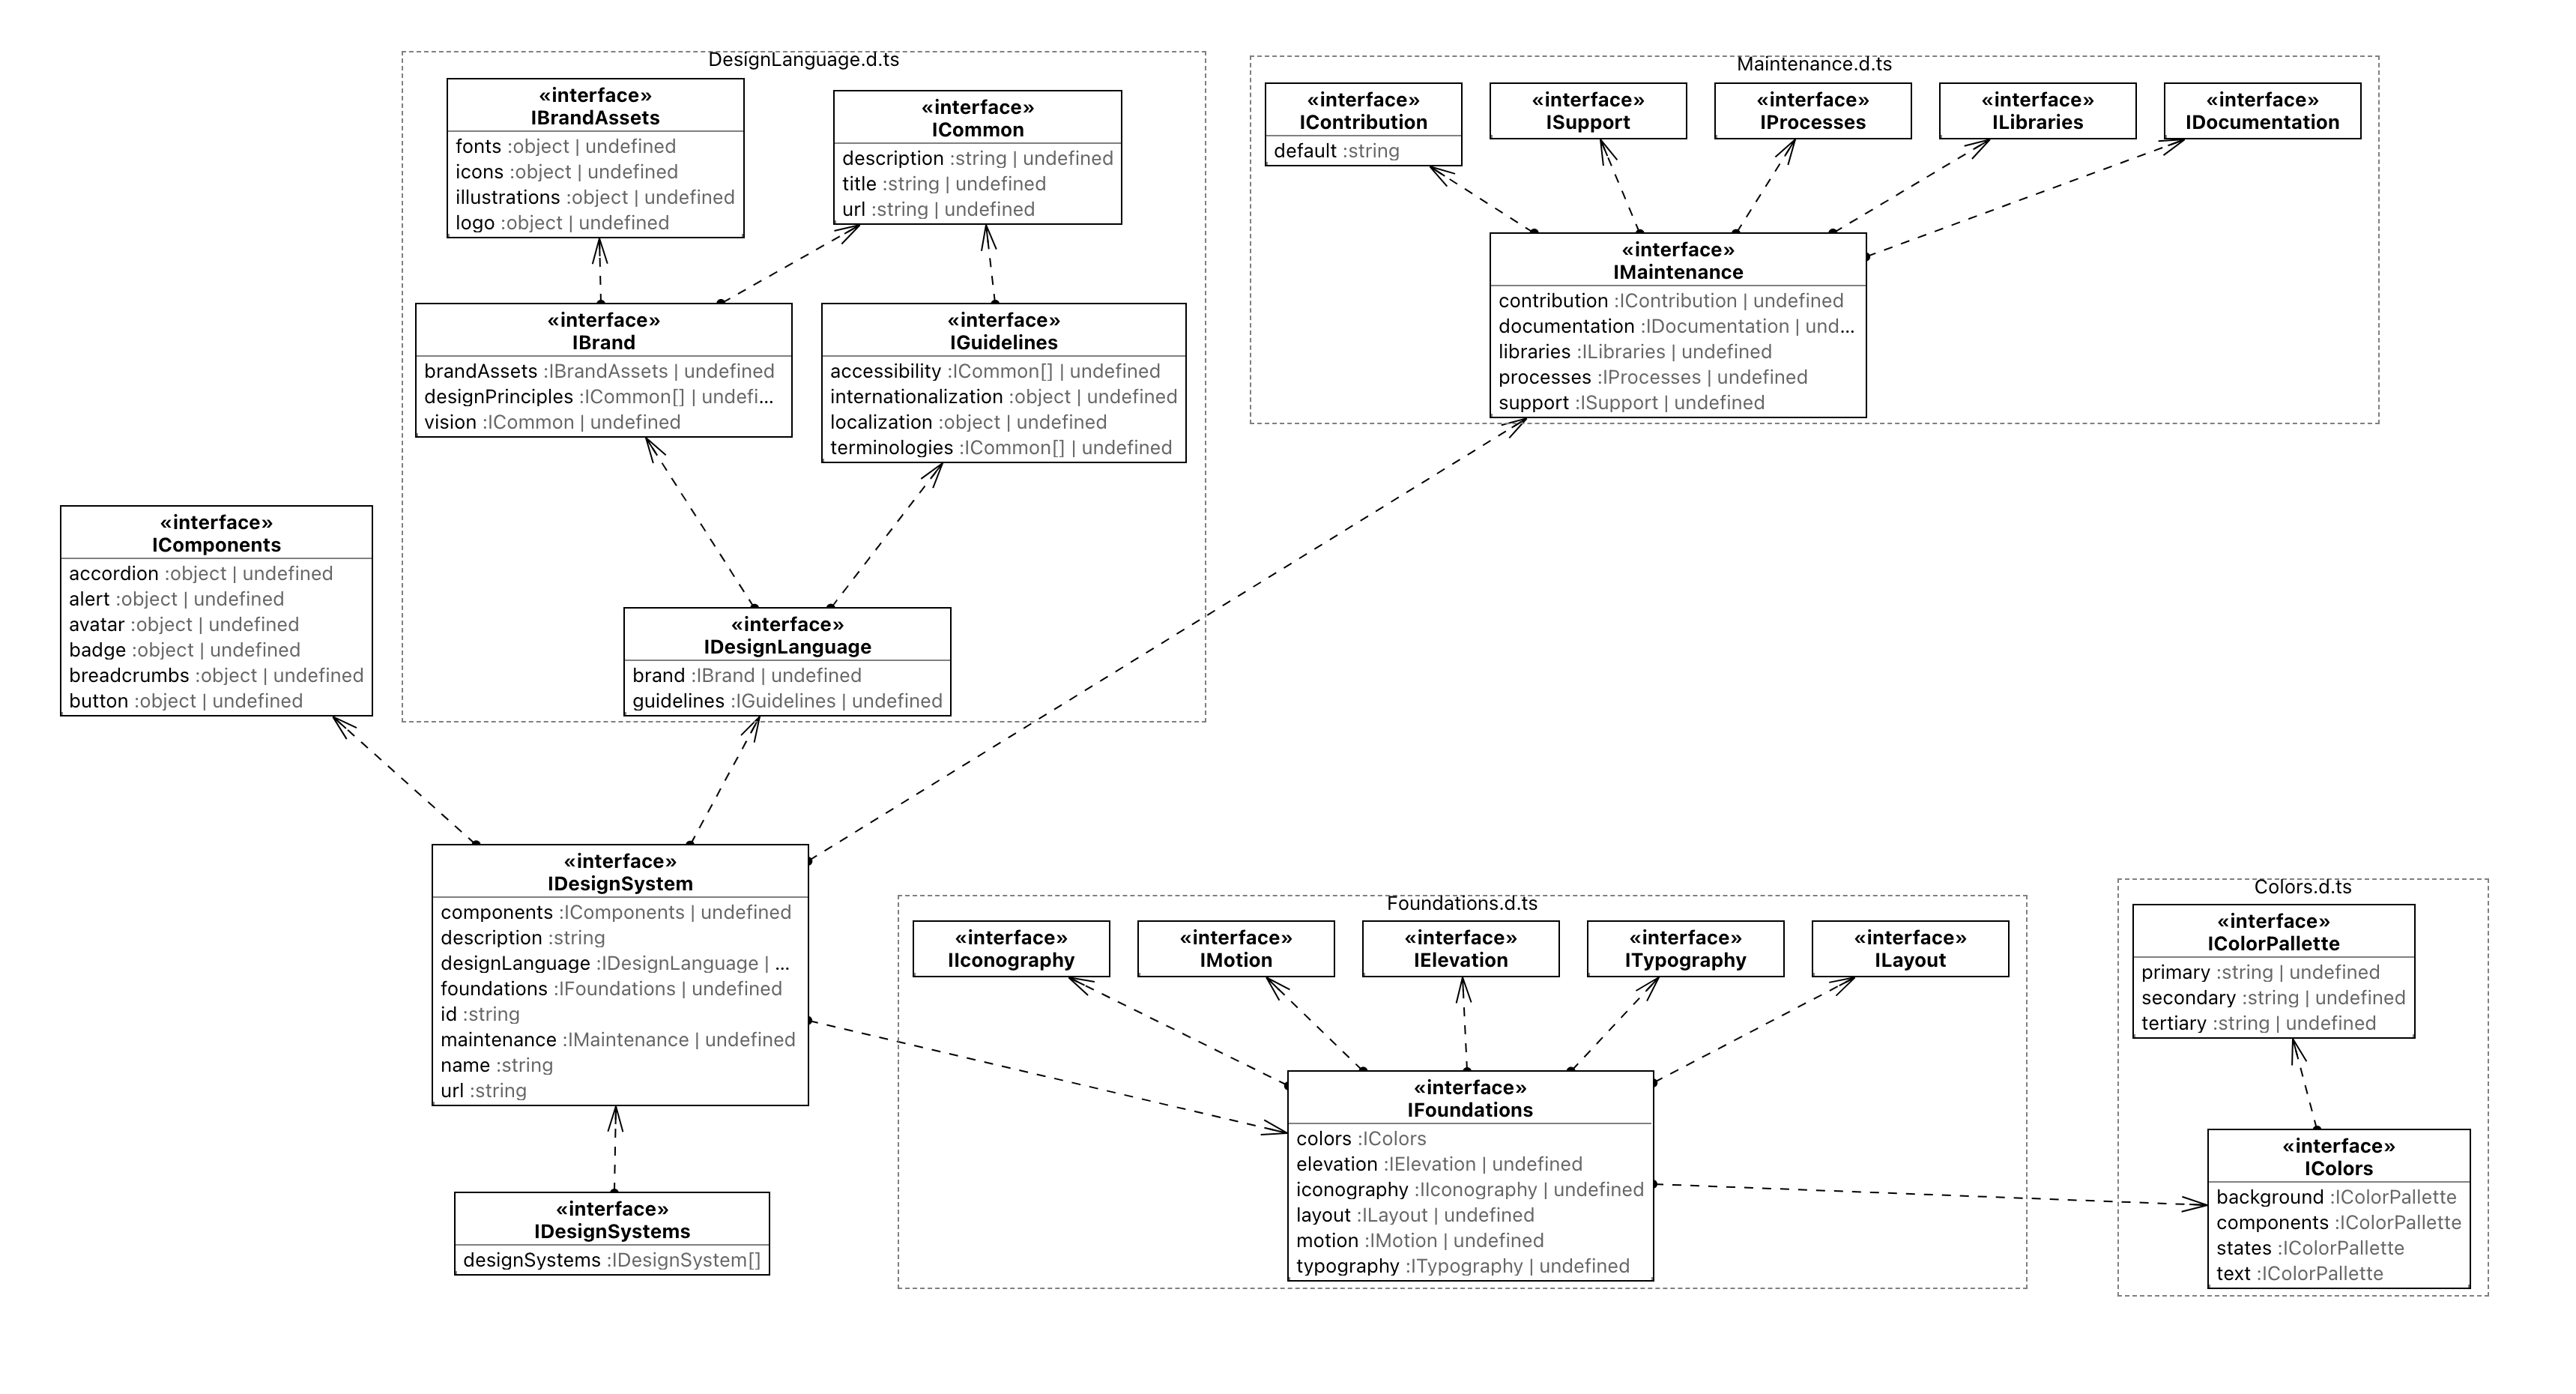 DesignLanguage.d.ts
«interface»
IBrandAssets
fonts :object | undefined
icons :object | undefined
illustrations :object | undefined
logo :object | undefined
«interface»
ICommon
description :string | undefined
title :string | undefined
url :string | undefined
«interface»
IBrand
brandAssets :IBrandAssets | undefined
designPrinciples :ICommon[] | undefi...
vision :ICommon | undefined
«interface»
IGuidelines
accessibility :ICommon[] | undefined
internationalization :object | undefined
localization :object | undefined
terminologies :ICommon[] | undefined
«interface»
IDesignLanguage
brand :IBrand | undefined
guidelines :IGuidelines | undefined
Maintenance.d.ts
«interface»
IContribution
default :string
«interface»
ISupport
«interface»
IProcesses
«interface»
ILibraries
«interface»
IDocumentation
«interface»
IMaintenance
contribution :IContribution | undefined
documentation :IDocumentation | und...
libraries :ILibraries | undefined
processes :IProcesses | undefined
support :ISupport | undefined
«interface»
IComponents
accordion :object | undefined
alert :object | undefined
avatar :object | undefined
badge :object | undefined
breadcrumbs :object | undefined
button :object | undefined
«interface»
IDesignSystem
components :IComponents | undefined
description :string
designLanguage :IDesignLanguage | ...
foundations :IFoundations | undefined
id :string
maintenance :IMaintenance | undefined
name :string
url :string
«interface»
IDesignSystems
designSystems :IDesignSystem[]
Foundations.d.ts
«interface»
IIconography
«interface»
IMotion
«interface»
IElevation
«interface»
ITypography
«interface»
ILayout
«interface»
IFoundations
colors :IColors
elevation :IElevation | undefined
iconography :IIconography | undefined
layout :ILayout | undefined
motion :IMotion | undefined
typography :ITypography | undefined
Colors.d.ts
«interface»
IColorPallette
primary :string | undefined
secondary :string | undefined
tertiary :string | undefined
«interface»
IColors
background :IColorPallette
components :IColorPallette
states :IColorPallette
text :IColorPallette